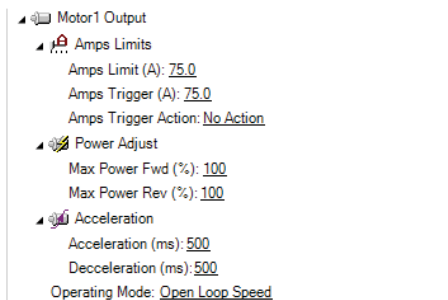 Motor1 Output
Amps Limits
Amps Limit (A): 75.0
Amps Trigger (A): 75.0
Amps Trigger Action: No Action
Power Adjust
Max Power Fwd (%): 100
Max Power Rev (%): 100
Acceleration
Acceleration (ms): 500
Decceleration (ms): 500
Operating Mode: Open Loop Speed